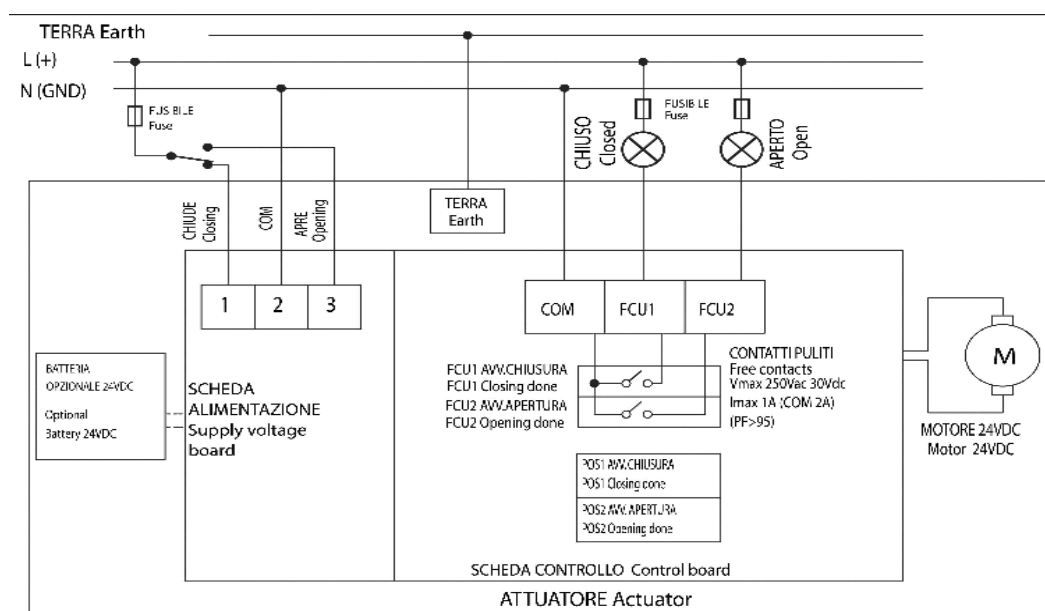 TERRA Earth
L (+)
N (GND)
FUSIBILE
Fuse
FUSIBILE
Fuse
CHIUSO
Closed
APERTO
Open
CHIUDE
Closing
COM
APRE
Opening
TERRA
Earth
1 2 3
COM FCU1 FCU2
BATTERIA
OPZIONALE 24VDC
Optional
Battery 24VDC
SCHEDA
ALIMENTAZIONE
Supply voltage
board
FCU1 AVV.CHIUSURA
FCU1 Closing done
FCU2 AVV.APERTURA
FCU2 Opening done
CONTATTI PULITI
Free contacts
Vmax 250Vac 30Vdc
Imax 1A (COM 2A)
(PF>95)
M
MOTORE 24VDC
Motor 24VDC
POS1 AVV.CHIUSURA
POS1 Closing done
POS2 AVV. APERTURA
POS2 Opening done
SCHEDA CONTROLLO Control board
ATTUATORE Actuator